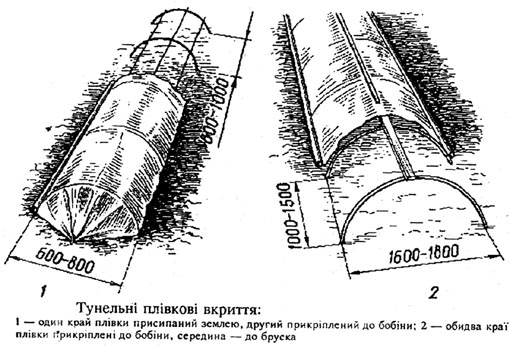 800-1000
600-800
1
1000-1500
1600-1800
2
Тунельні плівкові вкриття:
1 — один край плівки присипаний землею, другий прикріплений до бобіни; 2 — обидва краї
плівки прикріплені до бобіни, середина — до бруска